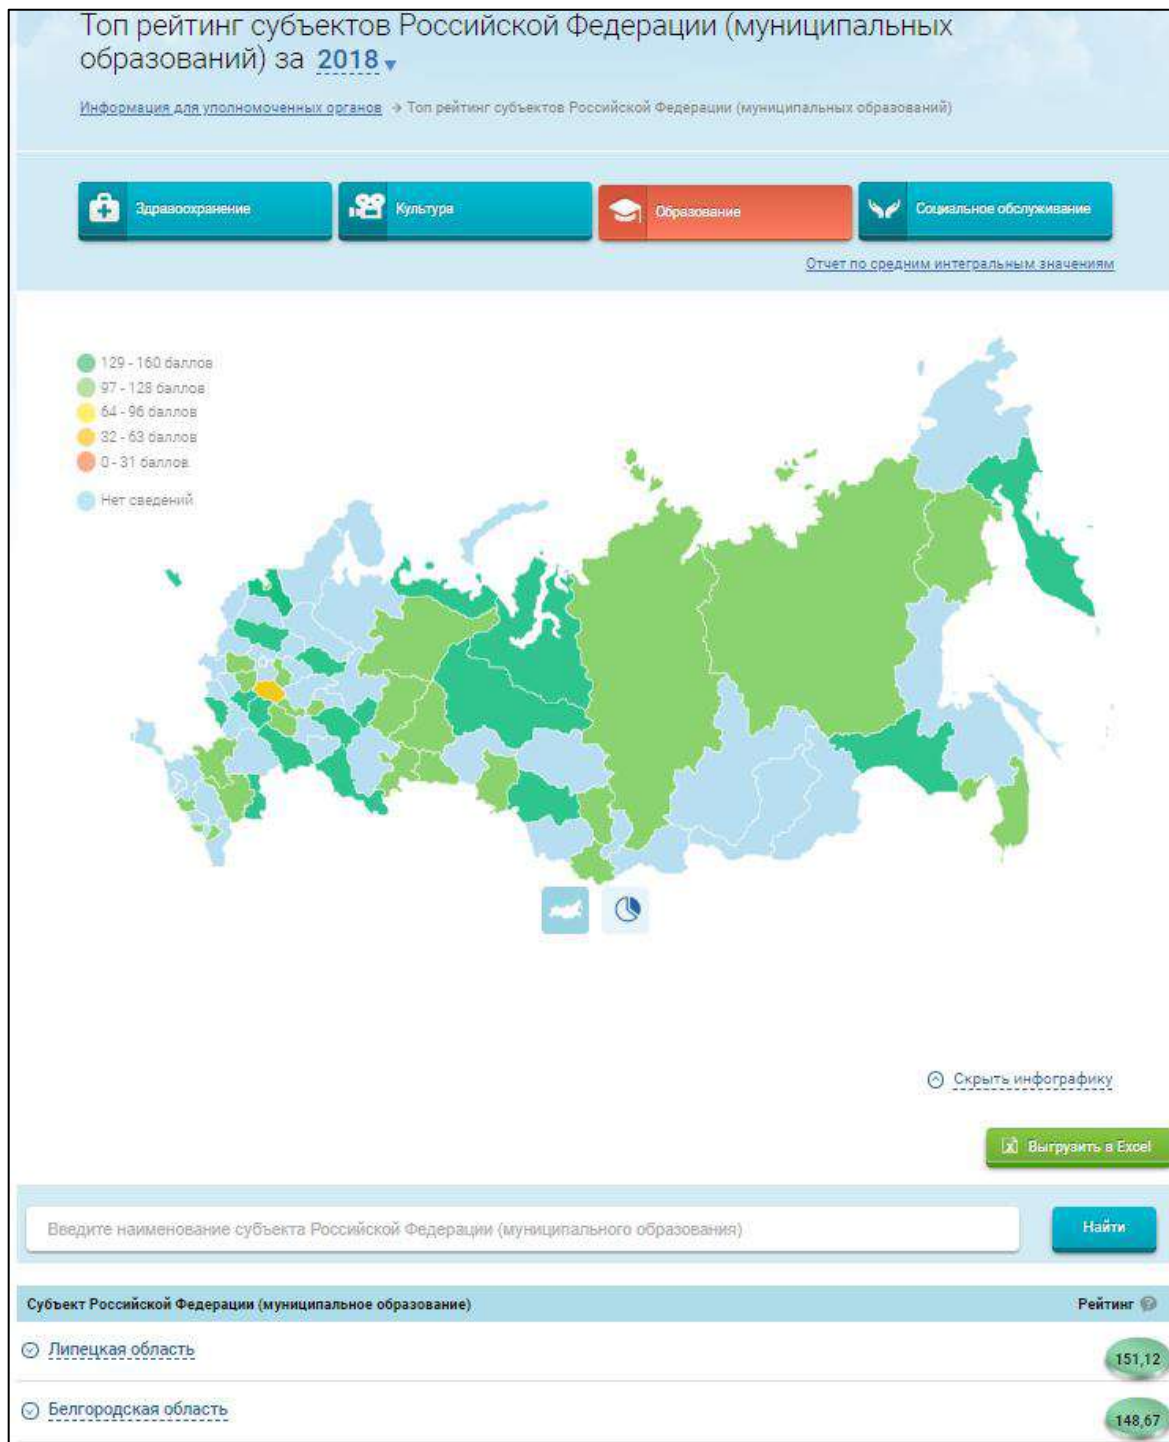 Топ рейтинг субъектов Российской Федерации (муниципальных
образований) за 2018
Информация для уполномоченных органов → Топ рейтинг субъектов Российской Федерации (муниципальных образований)
Здравоохранение
Культура
Образование
Социальное обслуживание
Отчет по средним интегральным значениям
129 - 160 баллов
97 - 128 баллов
64 - 96 баллов
32 - 63 баллов
0 - 31 баллов
Нет сведений
Скрыть инфографику
Выгрузить в Excel
Введите наименование субъекта Российской Федерации (муниципального образования)
Найти
Субъект Российской Федерации (муниципальное образование) Рейтинг ?
Липецкая область 151,12
Белгородская область 148,67